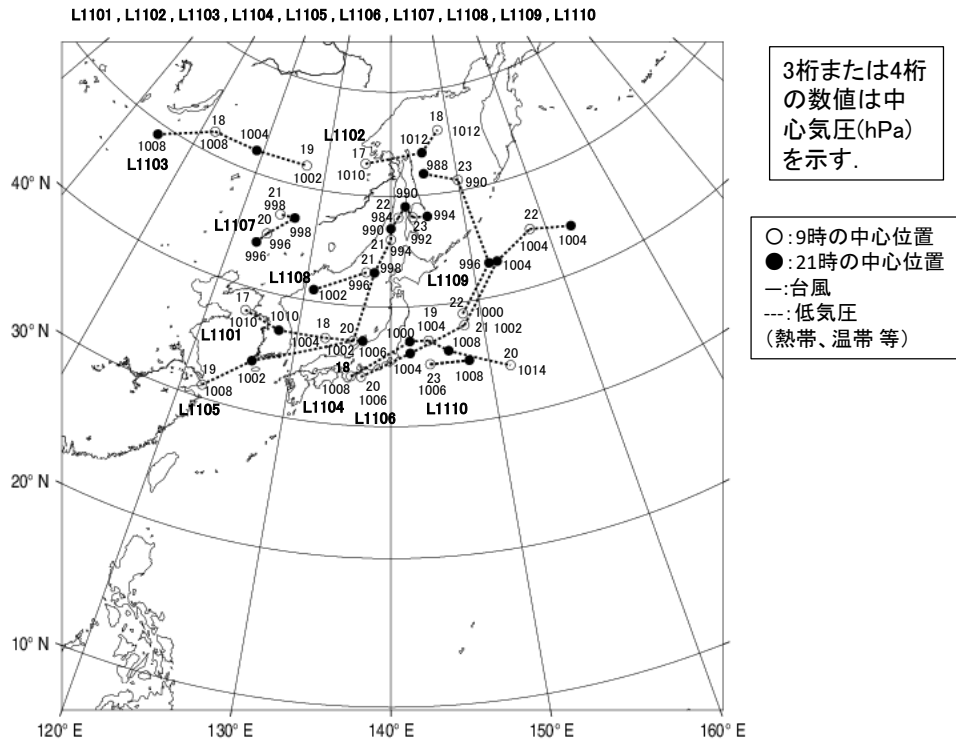 L1101 , L1102 , L1103 , L1104 , L1105 , L1106 , L1107 , L1108 , L1109 , L1110
3桁または4桁
の数値は中
心気圧(hPa)
を示す.
○:9時の中心位置
●:21時の中心位置
―:台風
---:低気圧
(熱帯、温帯 等)
18
1004
1008
1008
L1103
19
1002
L1102
18
1012
1012
17
1010
988
23
990
40° N
21
998
L1107
20
998
996
996
990
22
984
994
990
23
992
21
994
22
1004
1004
L1108
21
998
996
1002
L1109
996
1004
17
1010
1010
L1101
18
1004
20
1002
1006
1000
19
1004
22
1000
21
1002
1008
30° N
19
1008
L1105
1002
18
1008
L1104
20
1006
L1106
1004
23
1006
1008
L1110
20
1014
20° N
10° N
120° E
130° E
140° E
150° E
160° E